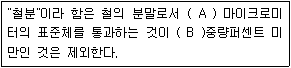 "철분"이라 함은 철의 분말로서 ( A ) 마이크로미
터의 표준체를 통과하는 것이 ( B )중량퍼센트 미
만인 것은 제외한다.